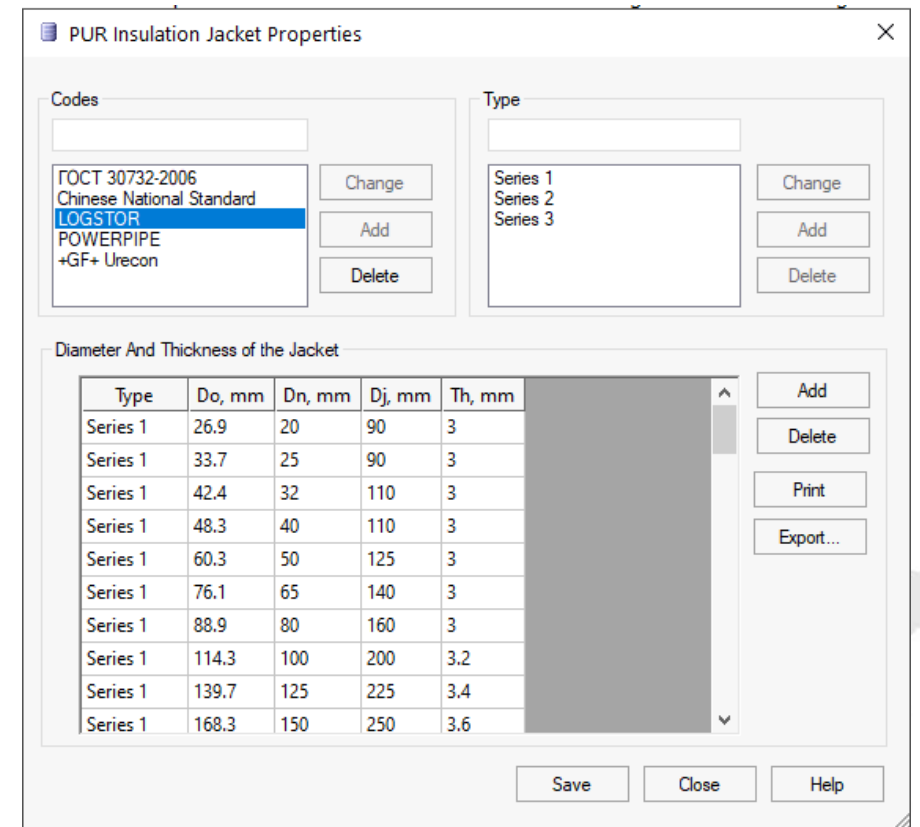 PUR Insulation Jacket Properties
Codes
Type
ГОСТ 30732-2006
Chinese National Standard
LOGSTOR
POWERPIPE
+GF+ Urecon
Change
Add
Delete
Series 1
Series 2
Series 3
Change
Add
Delete
Diameter And Thickness of the Jacket
Type Do, mm Dn, mm Dj, mm Th, mm
Series 1 26.9 20 90 3
Series 1 33.7 25 90 3
Series 1 42.4 32 110 3
Series 1 48.3 40 110 3
Series 1 60.3 50 125 3
Series 1 76.1 65 140 3
Series 1 88.9 80 160 3
Series 1 114.3 100 200 3.2
Series 1 139.7 125 225 3.4
Series 1 168.3 150 250 3.6
Add
Delete
Print
Export...
Save Close Help